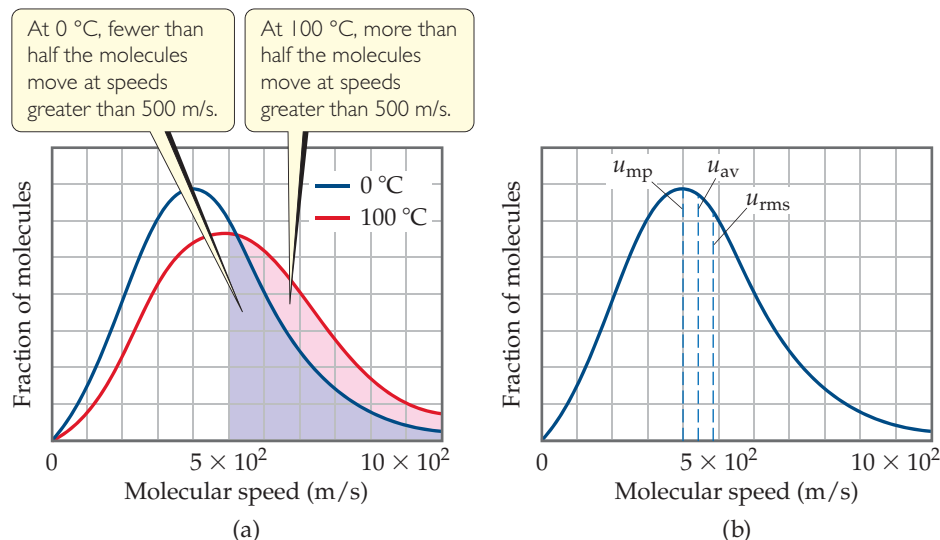 At 0 °C, fewer than
half the molecules
move at speeds
greater than 500 m/s.
At 100 °C, more than
half the molecules
move at speeds
greater than 500 m/s.
Fraction of molecules
0 °C
100 °C
0
5 × 10²
10 × 10²
Molecular speed (m/s)
(a)
Fraction of molecules
u_mp
u_av
u_rms
0
5 × 10²
10 × 10²
Molecular speed (m/s)
(b)